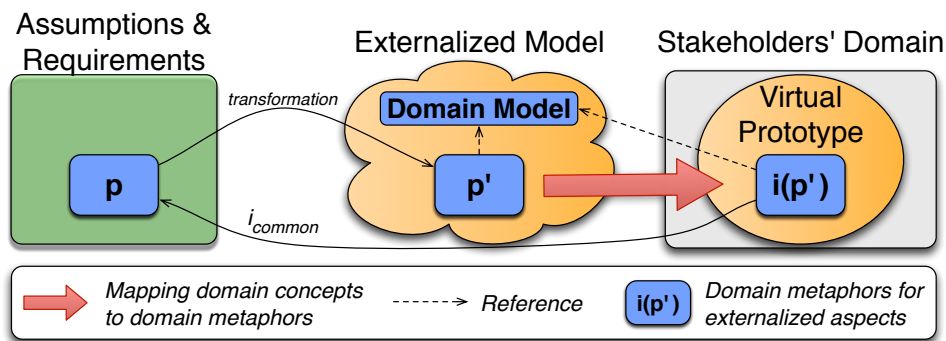 Assumptions &
Requirements
Externalized Model
Stakeholders' Domain
transformation
Domain Model
Virtual
Prototype
p
p'
i(p')
i_common
Mapping domain concepts
to domain metaphors
Reference
i(p')
Domain metaphors for
externalized aspects